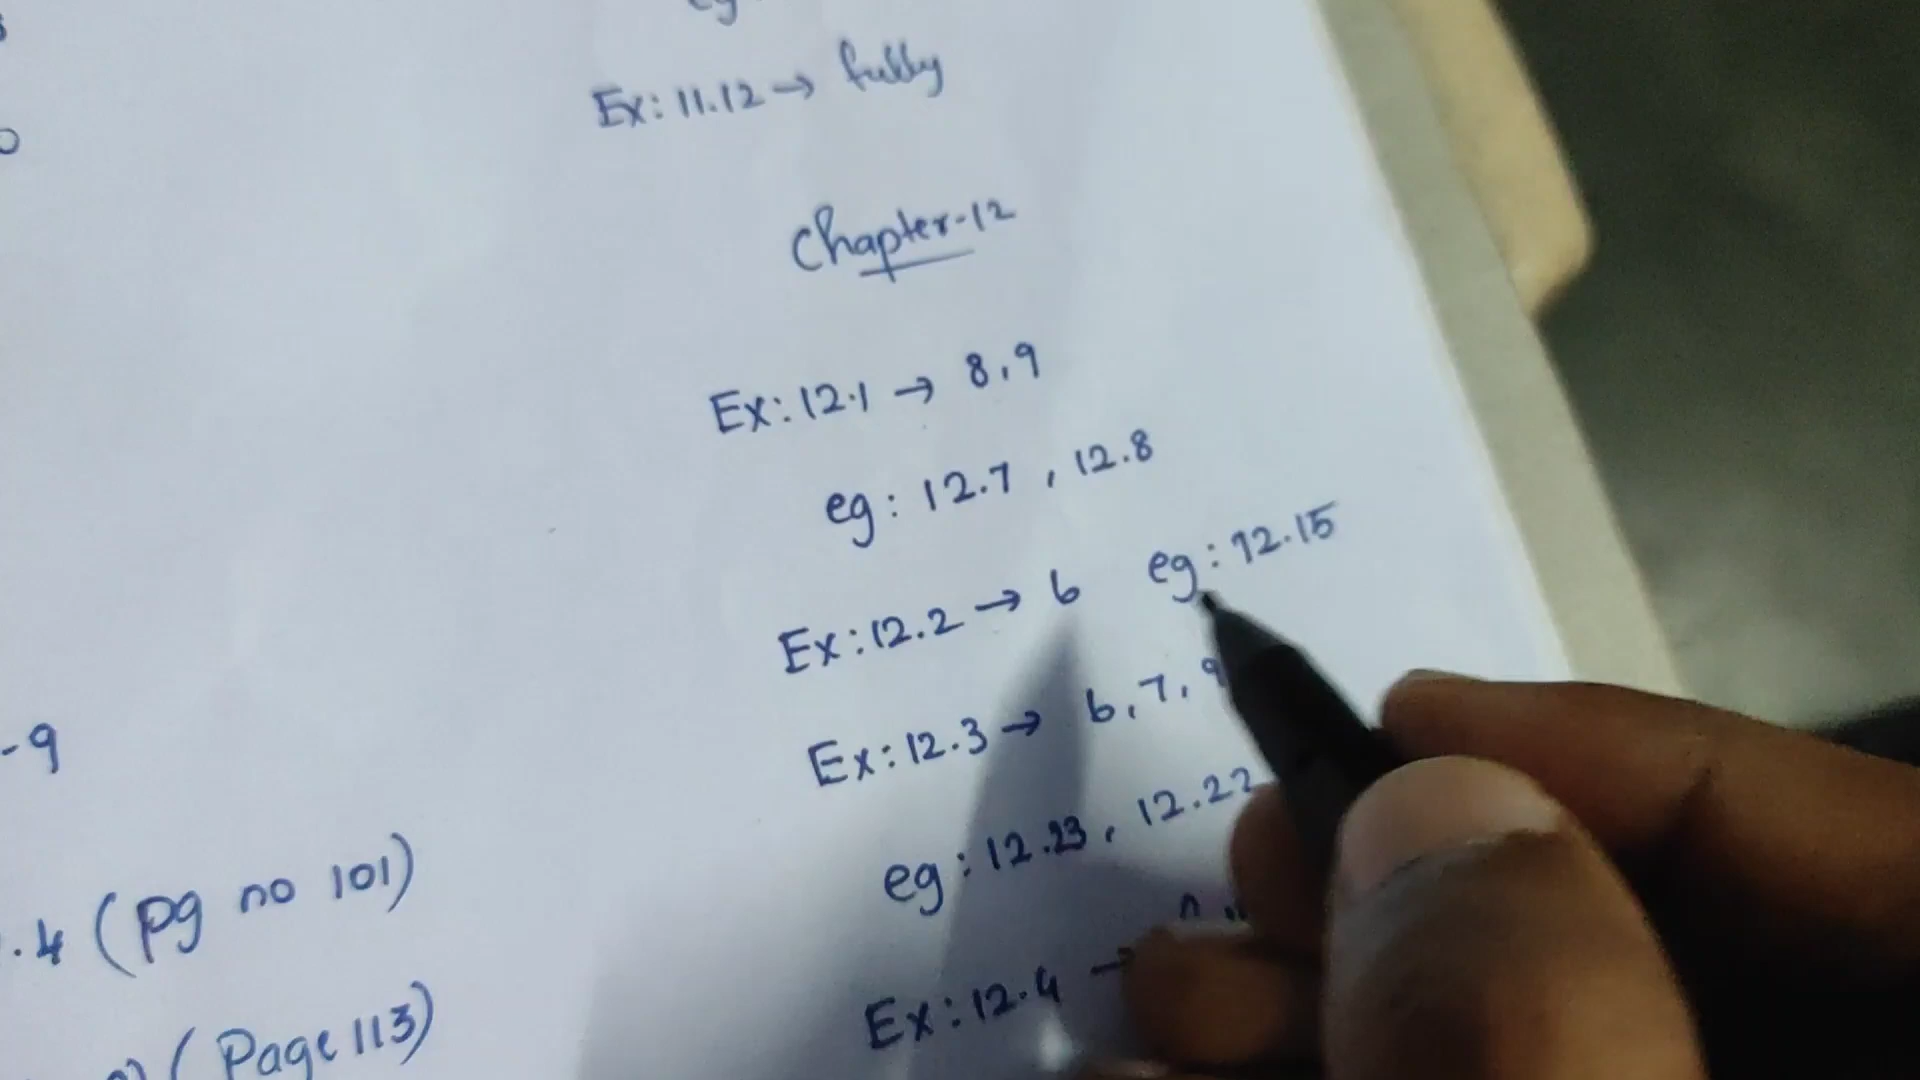 Ex: 11.12 → fully
Chapter-12
Ex: 12.1 → 8, 9
eg: 12.7, 12.8
Ex: 12.2 → 6 eg: 12.15
Ex: 12.3 → 6, 7, 9
eg: 12.23, 12.22
Ex: 12.4 →
-9
.4 (pg no 101)
(Page 113)